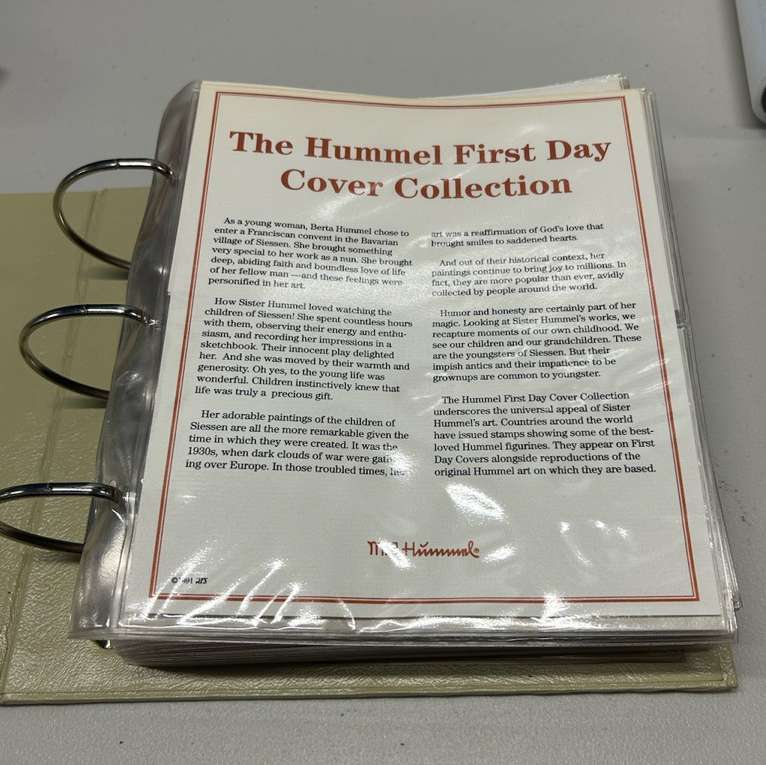 The Hummel First Day
Cover Collection
As a young woman, Berta Hummel chose to
enter a Franciscan convent in the Bavarian
village of Siessen. She brought something
very special to her work as a nun. She brought
deep, abiding faith and boundless love of life
of her fellow man — and these feelings were
personified in her art.
How Sister Hummel loved watching the
children of Siessen! She spent countless hours
with them, observing their energy and enthu-
siasm, and recording her impressions in a
sketchbook. Their innocent play delighted
her. And she was moved by their warmth and
generosity. Oh yes, to the young life was
wonderful. Children instinctively knew that
life was truly a precious gift.
Her adorable paintings of the children of
Siessen are all the more remarkable given the
time in which they were created. It was the
1930s, when dark clouds of war were gath
ing over Europe. In those troubled times, her
art was a reaffirmation of God's love that
brought smiles to saddened hearts.
And out of their historical context, her
paintings continue to bring joy to millions. In
fact, they are more popular than ever, avidly
collected by people around the world.
Humor and honesty are certainly part of her
magic. Looking at Sister Hummel's works, we
recapture moments of our own childhood. We
see our children and our grandchildren. These
are the youngsters of Siessen. But their
impish antics and their impatience to be
grownups are common to youngster.
The Hummel First Day Cover Collection
underscores the universal appeal of Sister
Hummel's art. Countries around the world
have issued stamps showing some of the best-
loved Hummel figurines. They appear on First
Day Covers alongside reproductions of the
original Hummel art on which they are based.
Hummel®